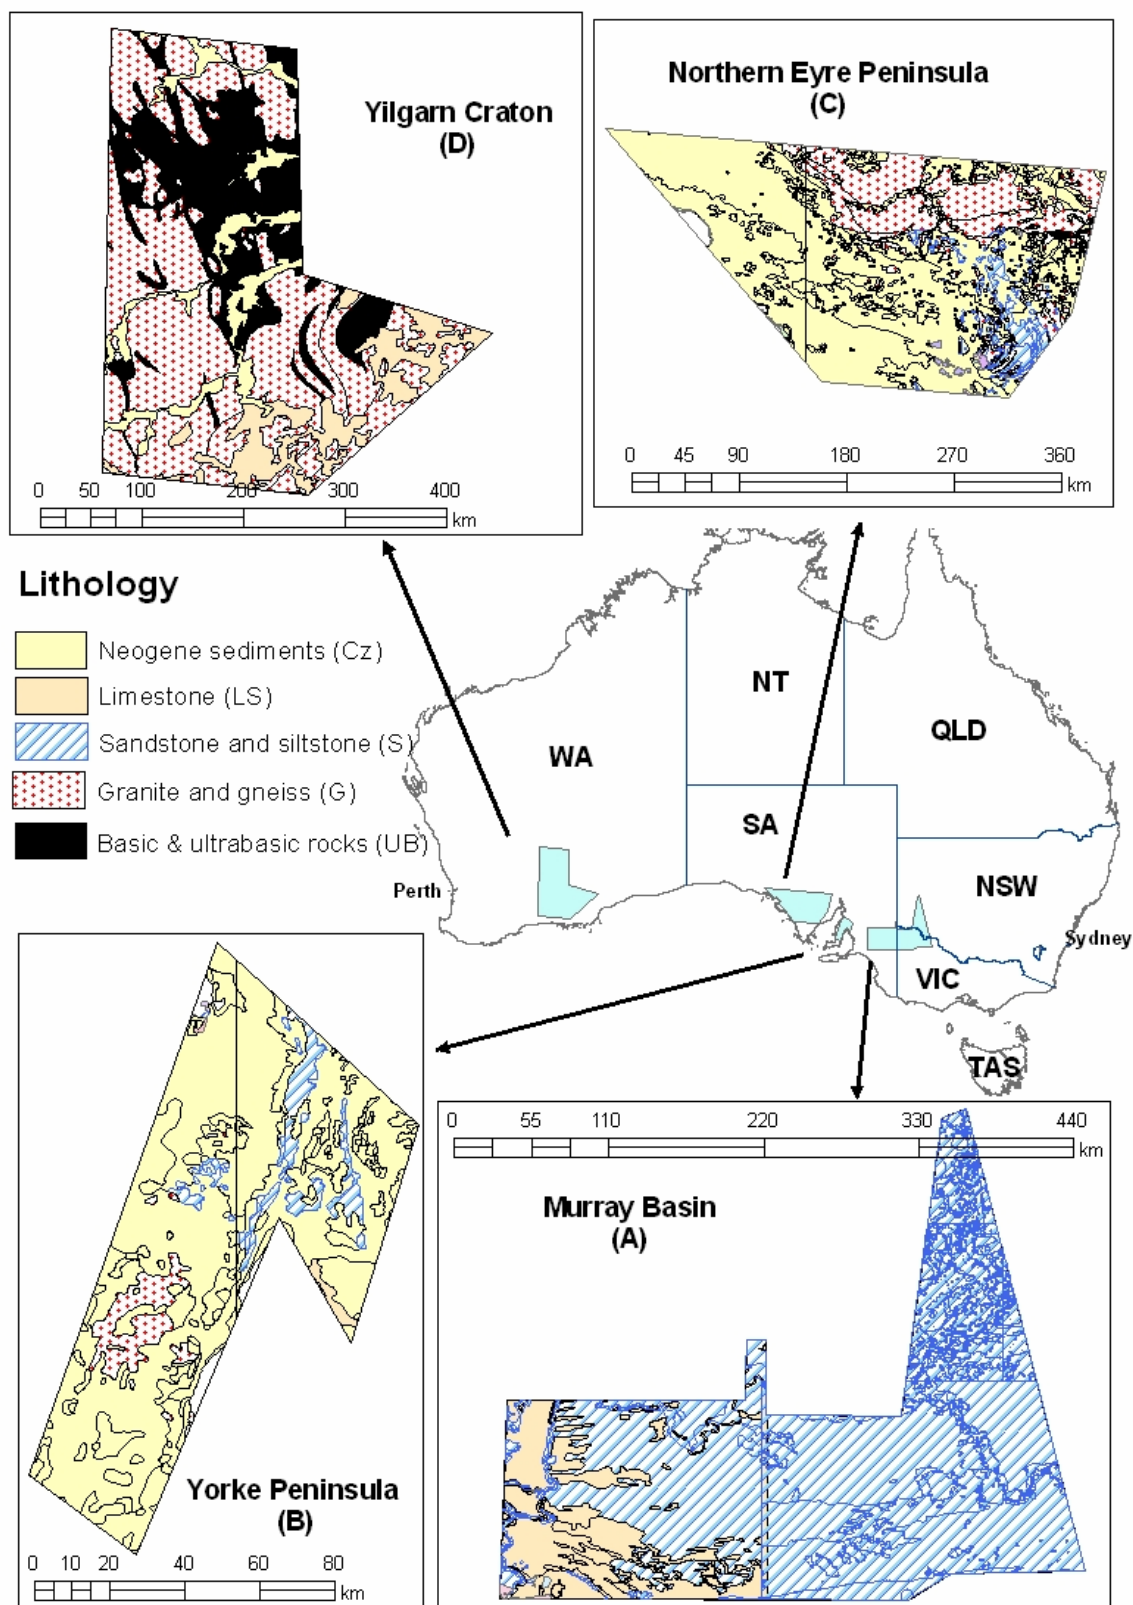 Yilgarn Craton
(D)
0 50 100 200 300 400
km
Northern Eyre Peninsula
(C)
0 45 90 180 270 360
km
Lithology
Neogene sediments (Cz)
Limestone (LS)
Sandstone and siltstone (S)
Granite and gneiss (G)
Basic & ultrabasic rocks (UB)
NT
QLD
WA
SA
NSW
Perth
Sydney
VIC
TAS
Yorke Peninsula
(B)
0 10 20 40 60 80
km
0 55 110 220 330 440
km
Murray Basin
(A)